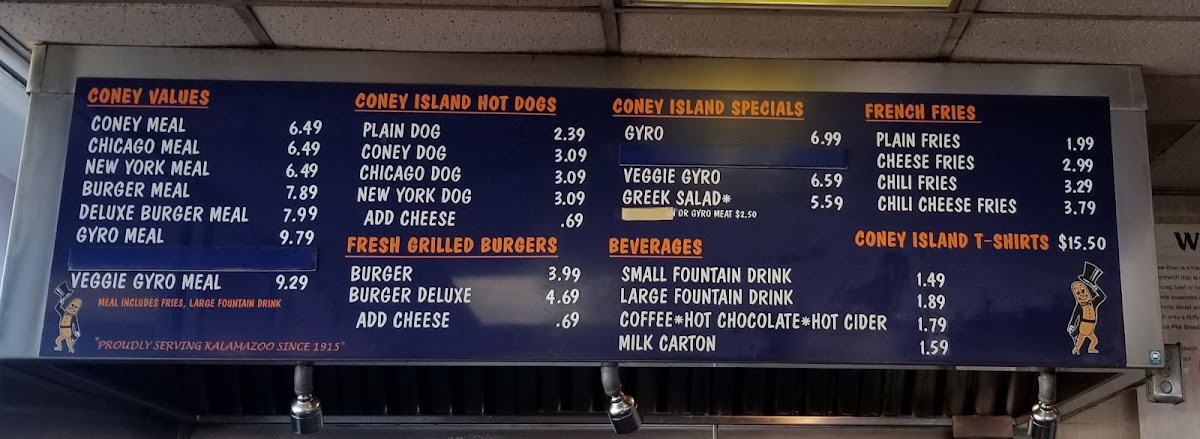 CONEY VALUES
CONEY MEAL 6.49
CHICAGO MEAL 6.49
NEW YORK MEAL 6.49
BURGER MEAL 7.89
DELUXE BURGER MEAL 7.99
GYRO MEAL 9.79
VEGGIE GYRO MEAL 9.29
MEAL INCLUDES FRIES, LARGE FOUNTAIN DRINK
"PROUDLY SERVING KALAMAZOO SINCE 1915"
CONEY ISLAND HOT DOGS
PLAIN DOG 2.39
CONEY DOG 3.09
CHICAGO DOG 3.09
NEW YORK DOG 3.09
ADD CHEESE .69
FRESH GRILLED BURGERS
BURGER 3.99
BURGER DELUXE 4.69
ADD CHEESE .69
CONEY ISLAND SPECIALS
GYRO 6.99
VEGGIE GYRO 6.59
GREEK SALAD* 5.59
OR GYRO MEAT $2.50
BEVERAGES
SMALL FOUNTAIN DRINK 1.49
LARGE FOUNTAIN DRINK 1.89
COFFEE*HOT CHOCOLATE*HOT CIDER 1.79
MILK CARTON 1.59
FRENCH FRIES
PLAIN FRIES 1.99
CHEESE FRIES 2.99
CHILI FRIES 3.29
CHILI CHEESE FRIES 3.79
CONEY ISLAND T-SHIRTS $15.50